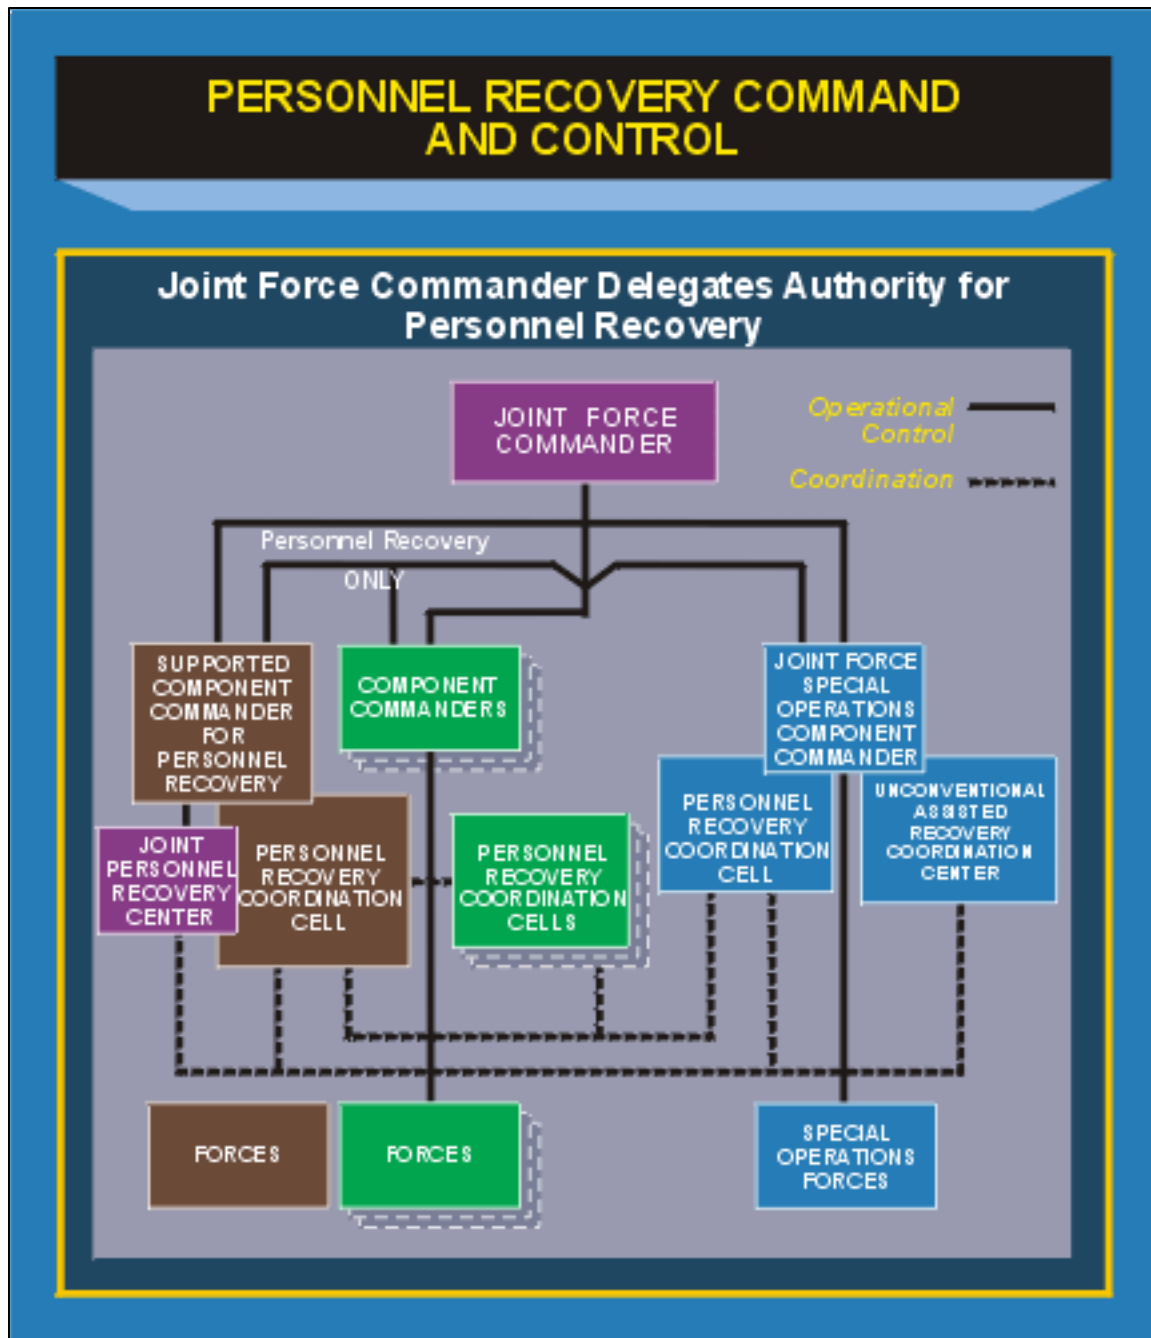 PERSONNEL RECOVERY COMMAND
AND CONTROL
Joint Force Commander Delegates Authority for
Personnel Recovery
JOINT FORCE
COMMANDER
Operational
Control
Coordination
Personnel Recovery
ONLY
SUPPORTED
COMPONENT
COMMANDER
FOR
PERSONNEL
RECOVERY
COMPONENT
COMMANDERS
JOINT FORCE
SPECIAL
OPERATIONS
COMPONENT
COMMANDER
JOINT
PERSONNEL
RECOVERY
CENTER
PERSONNEL
RECOVERY
COORDINATION
CELL
PERSONNEL
RECOVERY
COORDINATION
CELLS
PERSONNEL
RECOVERY
COORDINATION
CELL
UNCONVENTIONAL
ASSISTED
RECOVERY
COORDINATION
CENTER
FORCES
FORCES
SPECIAL
OPERATIONS
FORCES